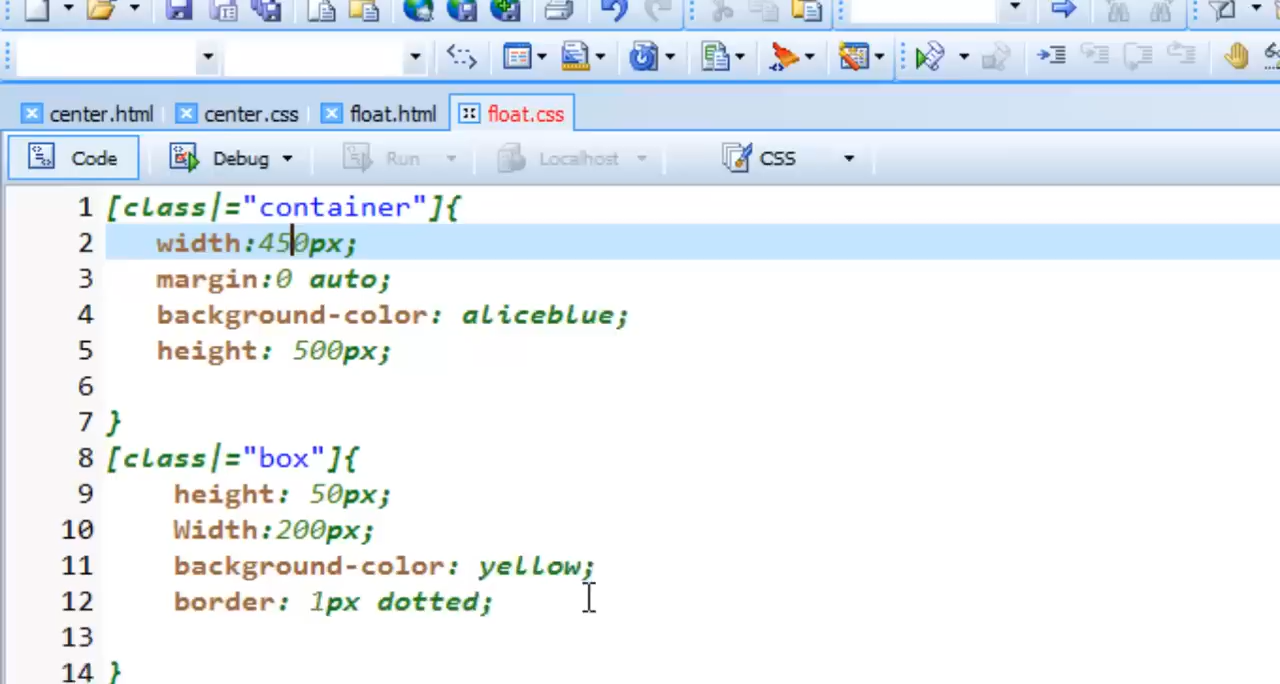 center.html center.css float.html float.css
Code Debug Run Localhost CSS
1 [class|="container"]{
2 width:450px;
3 margin:0 auto;
4 background-color: aliceblue;
5 height: 500px;
6
7 }
8 [class|="box"]{
9 height: 50px;
10 Width:200px;
11 background-color: yellow;
12 border: 1px dotted;
13
14 }